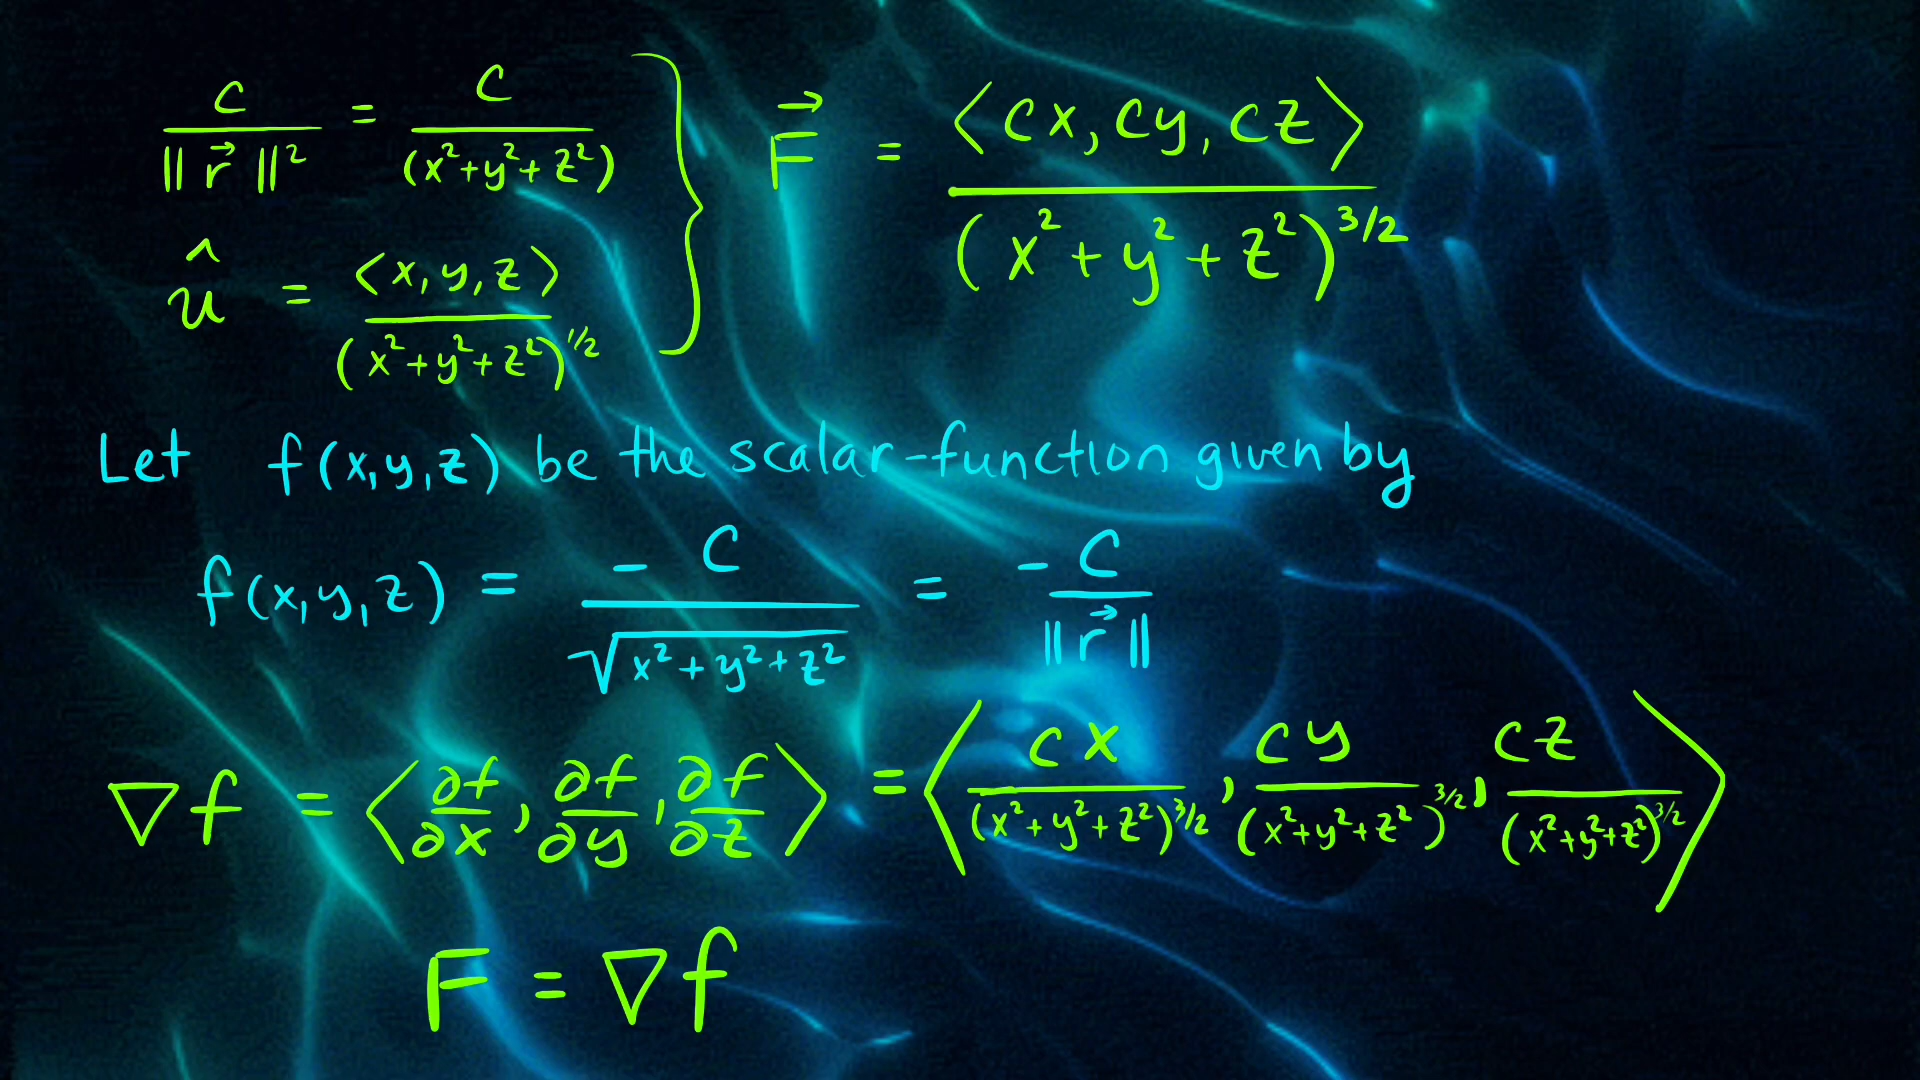 c / ‖r⃗‖² = c / (x²+y²+z²)
û = ⟨x,y,z⟩ / (x²+y²+z²)^1/2
F⃗ = ⟨cx, cy, cz⟩ / (x²+y²+z²)^3/2
Let f(x,y,z) be the scalar-function given by
f(x,y,z) = -C / √x²+y²+z² = -C / ‖r⃗‖
∇f = ⟨∂f/∂x, ∂f/∂y, ∂f/∂z⟩ = ⟨cx / (x²+y²+z²)^3/2, cy / (x²+y²+z²)^3/2, cz / (x²+y²+z²)^3/2⟩
F = ∇f